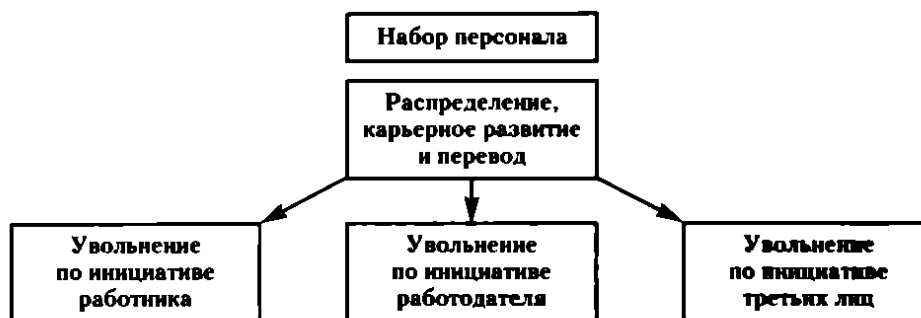 Набор персонала
Распределение,
карьерное развитие
и перевод
Увольнение
по инициативе
работника
Увольнение
по инициативе
работодателя
Увольнение
по инициативе
третьих лиц